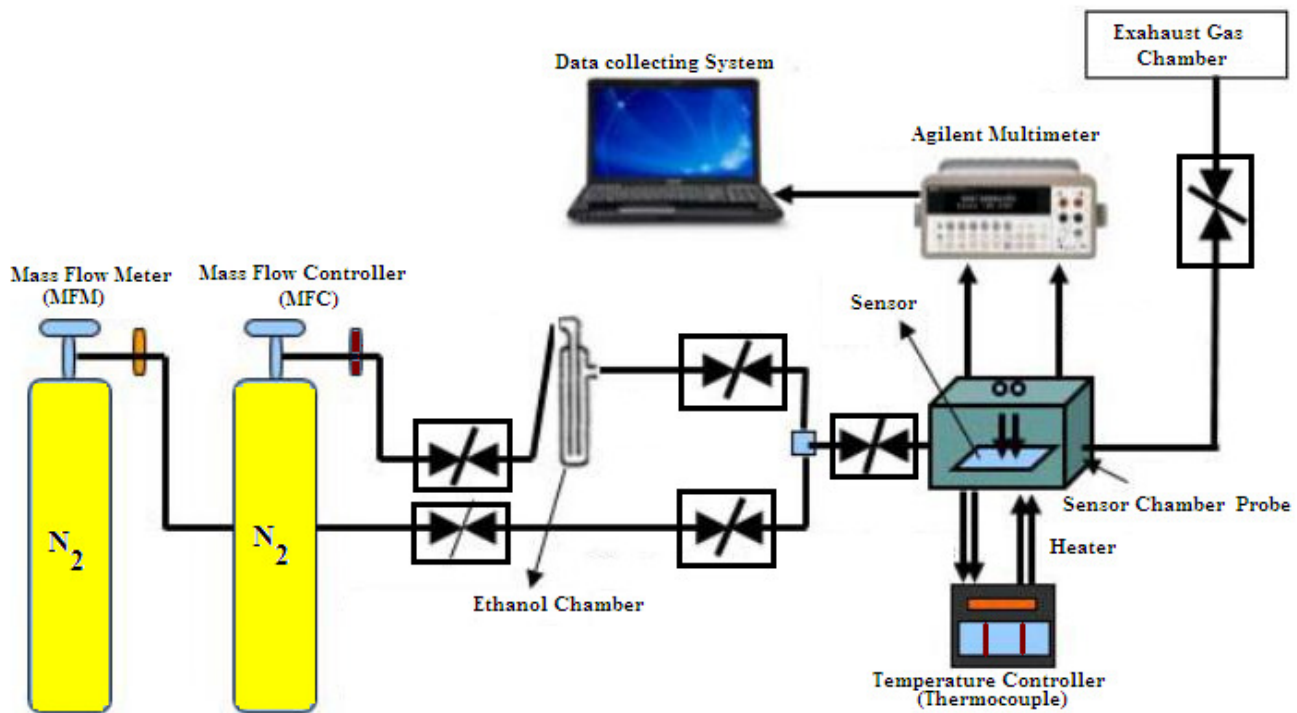 Exahaust Gas
Chamber
Data collecting System
Agilent Multimeter
Mass Flow Meter
(MFM)
Mass Flow Controller
(MFC)
Sensor
Sensor Chamber Probe
Heater
N2
N2
Ethanol Chamber
Temperature Controller
(Thermocouple)